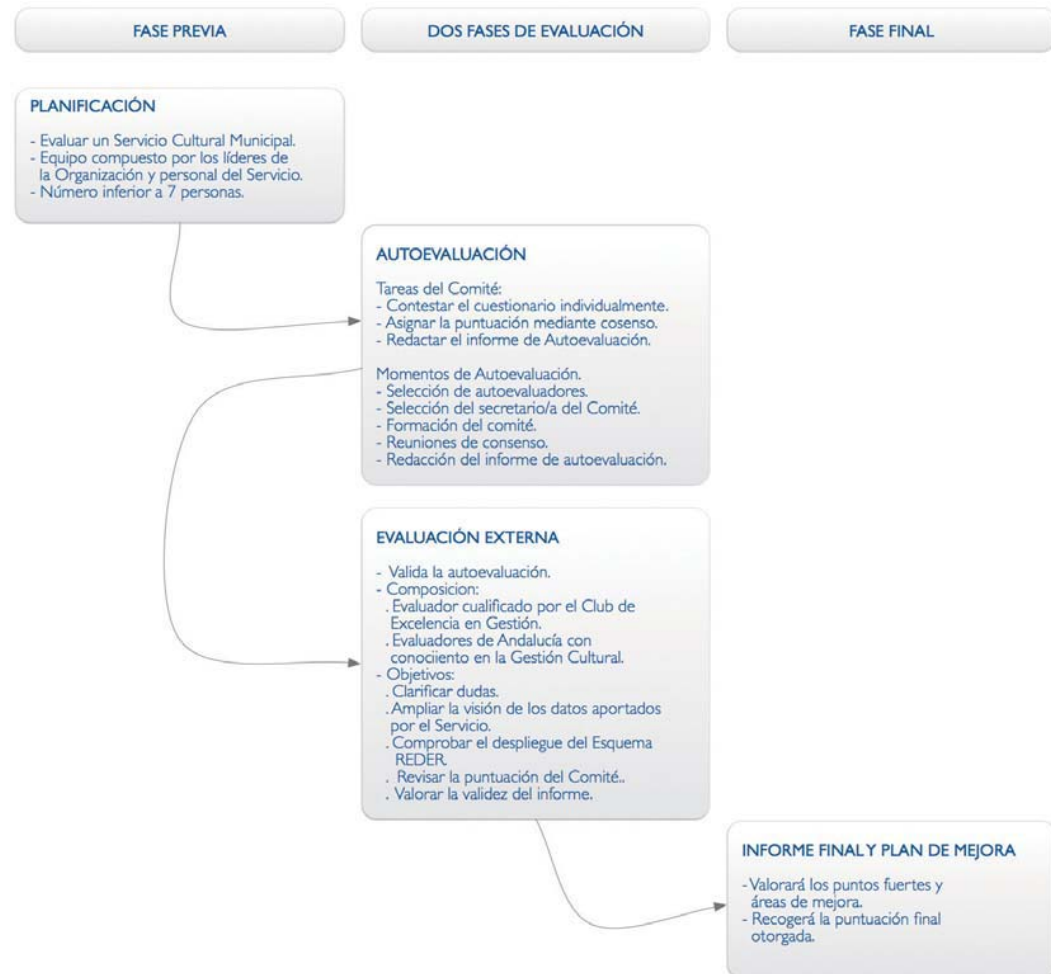 FASE PREVIA
DOS FASES DE EVALUACIÓN
FASE FINAL
PLANIFICACIÓN
- Evaluar un Servicio Cultural Municipal.
- Equipo compuesto por los líderes de
la Organización y personal del Servicio.
- Número inferior a 7 personas.
AUTOEVALUACIÓN
Tareas del Comité:
- Contestar el cuestionario individualmente.
- Asignar la puntuación mediante cosenso.
- Redactar el informe de Autoevaluación.
Momentos de Autoevaluación.
- Selección de autoevaluadores.
- Selección del secretario/a del Comité.
- Formación del comité.
- Reuniones de consenso.
- Redacción del informe de autoevaluación.
EVALUACIÓN EXTERNA
- Valida la autoevaluación.
- Composicion:
. Evaluador cualificado por el Club de
Excelencia en Gestión.
. Evaluadores de Andalucía con
conociiento en la Gestión Cultural.
- Objetivos:
. Clarificar dudas.
. Ampliar la visión de los datos aportados
por el Servicio.
. Comprobar el despliegue del Esquema
REDER.
. Revisar la puntuación del Comité..
. Valorar la validez del informe.
INFORME FINAL Y PLAN DE MEJORA
- Valorará los puntos fuertes y
áreas de mejora.
- Recogerá la puntuación final
otorgada.